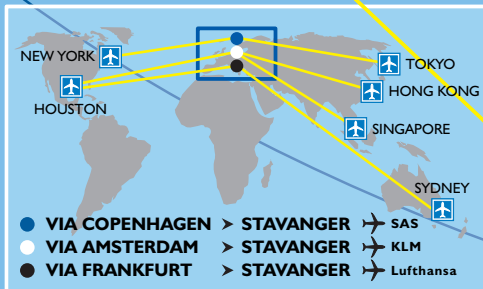 NEW YORK
TOKYO
HONG KONG
HOUSTON
SINGAPORE
SYDNEY
VIA COPENHAGEN > STAVANGER SAS
VIA AMSTERDAM > STAVANGER KLM
VIA FRANKFURT > STAVANGER Lufthansa